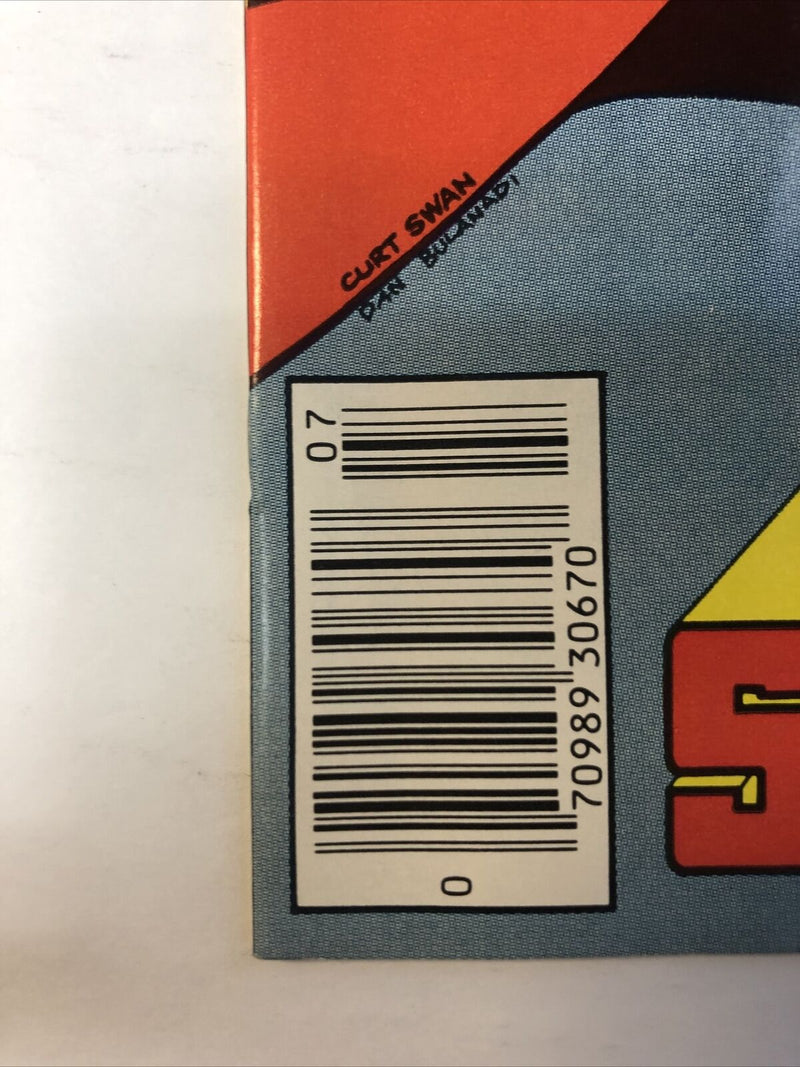 CURT SWAN
DAN BULANADI
07
70989 30670
0